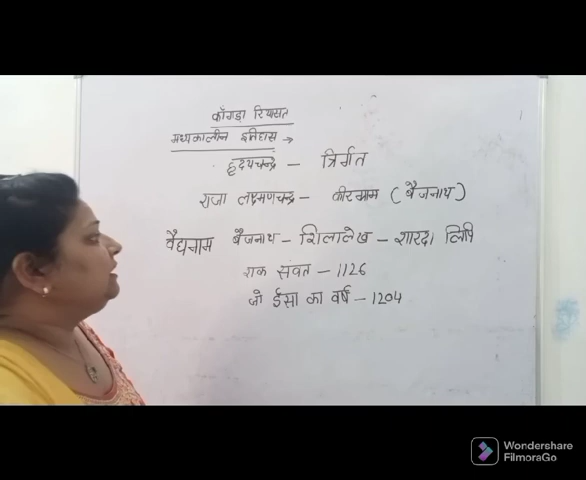 काँगड़ा रियासत
मध्यकालीन इतिहास →
हृदयचन्द्र – त्रिर्गत
राजा लक्ष्मणचन्द्र – कीरग्राम (बैजनाथ)
वैद्यनाम बैजनाथ – शिलालेख – शारदा लिपि
शक संवत – 1126
जो ईसा का वर्ष – 1204
Wondershare
FilmoraGo